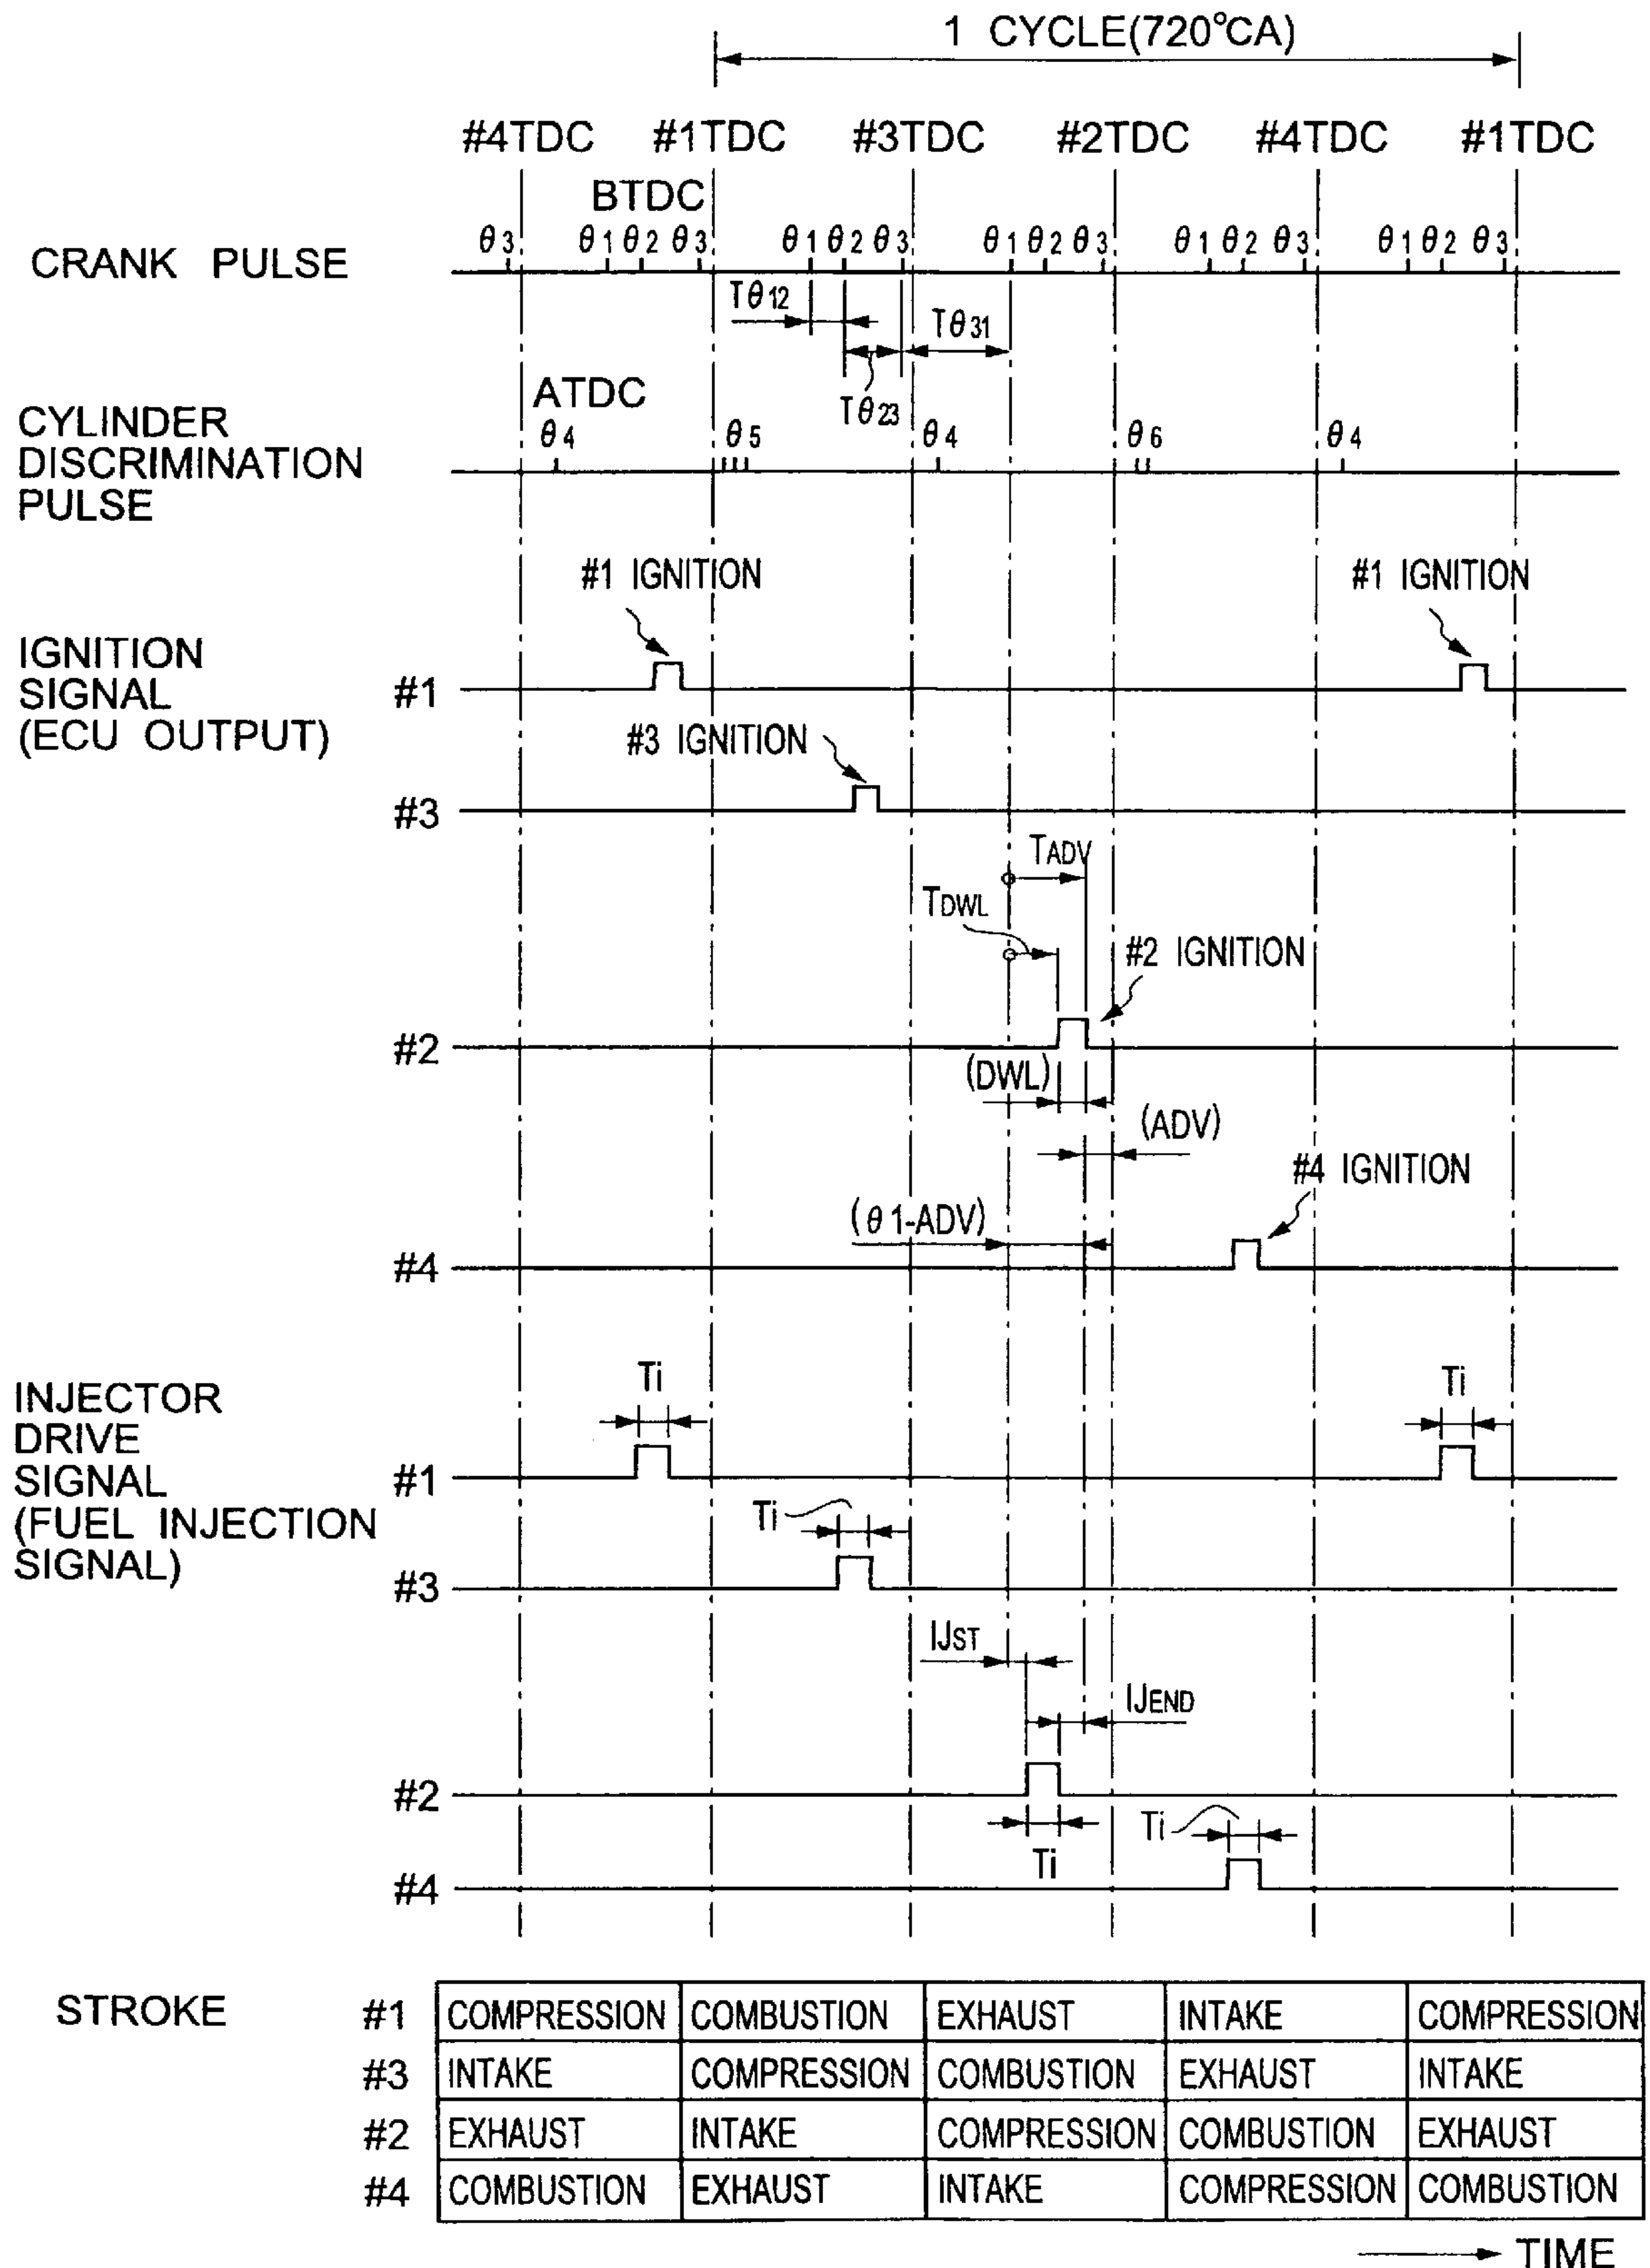 1 CYCLE(720°CA)
#4TDC #1TDC #3TDC #2TDC #4TDC #1TDC
BTDC
CRANK PULSE
θ3 θ1 θ2 θ3 θ1 θ2 θ3 θ1 θ2 θ3 θ1 θ2 θ3 θ1 θ2 θ3
Tθ12
Tθ31
Tθ23
ATDC
CYLINDER
DISCRIMINATION
PULSE
θ4 θ5 θ4 θ6 θ4
#1 IGNITION #1 IGNITION
IGNITION
SIGNAL
(ECU OUTPUT)
#1
#3 IGNITION
#3
TADV
TDWL
#2 IGNITION
#2
(DWL)
(ADV)
#4 IGNITION
(θ1-ADV)
#4
INJECTOR
DRIVE
SIGNAL
(FUEL INJECTION
SIGNAL)
Ti Ti
#1
Ti
#3
IJST
IJEND
#2
Ti
Ti
#4
STROKE
#1 COMPRESSION COMBUSTION EXHAUST INTAKE COMPRESSION
#3 INTAKE COMPRESSION COMBUSTION EXHAUST INTAKE
#2 EXHAUST INTAKE COMPRESSION COMBUSTION EXHAUST
#4 COMBUSTION EXHAUST INTAKE COMPRESSION COMBUSTION
TIME